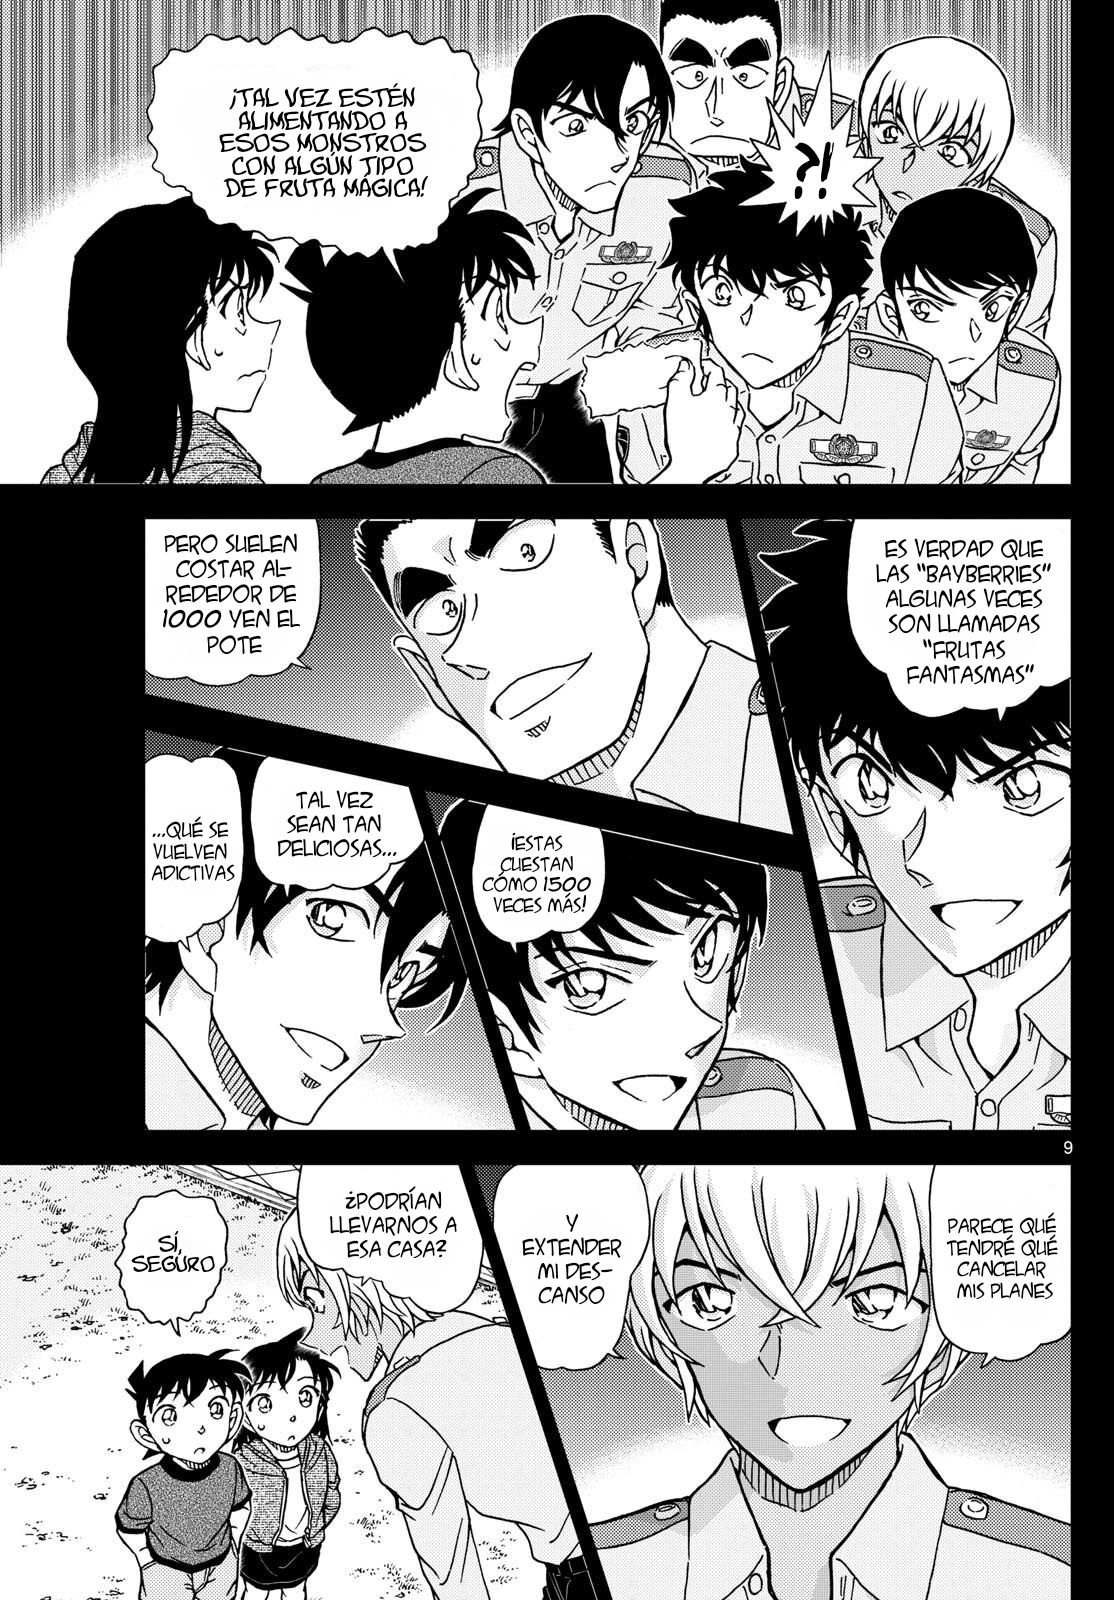 ¡TAL VEZ ESTÉN
ALIMENTANDO A
ESOS MONSTROS
CON ALGÚN TIPO
DE FRUTA MÁGICA!
?!
ES VERDAD QUE
LAS "BAYBERRIES"
ALGUNAS VECES
SON LLAMADAS
"FRUTAS
FANTASMAS"
PERO SUELEN
COSTAR AL-
REDEDOR DE
1000 YEN EL
POTE
¡ESTAS
CUESTAN
CÓMO 1500
VECES MÁS!
TAL VEZ
SEAN TAN
DELICIOSAS...
...QUÉ SE
VUELVEN
ADICTIVAS
9
PARECE QUÉ
TENDRÉ QUÉ
CANCELAR
MIS PLANES
Y
EXTENDER
MI DES-
CANSO
¿PODRÍAN
LLEVARNOS A
ESA CASA?
SÍ,
SEGURO